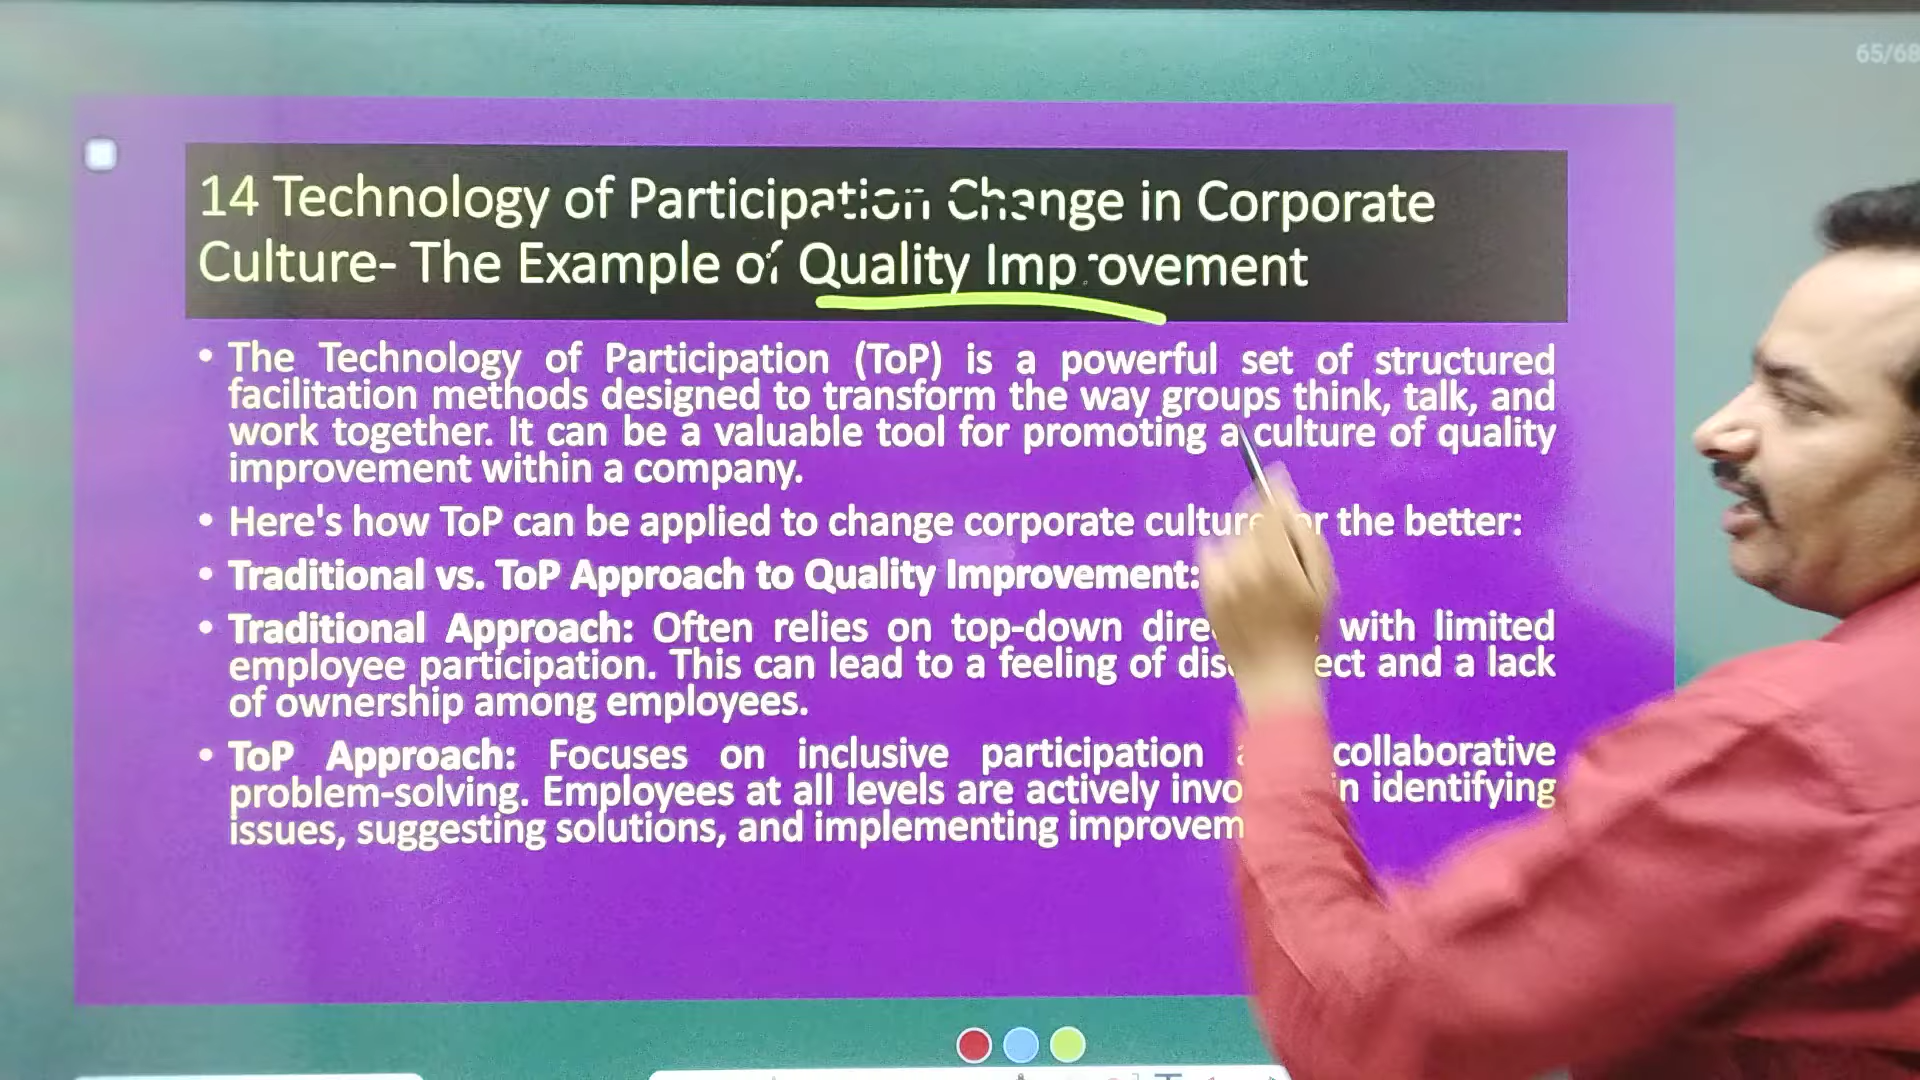 65/68
14 Technology of Participation Change in Corporate
Culture- The Example of Quality Improvement
• The Technology of Participation (ToP) is a powerful set of structured
facilitation methods designed to transform the way groups think, talk, and
work together. It can be a valuable tool for promoting a culture of quality
improvement within a company.
• Here's how ToP can be applied to change corporate culture for the better:
• Traditional vs. ToP Approach to Quality Improvement:
• Traditional Approach: Often relies on top-down with limited
employee participation. This can lead to a feeling of and a lack
of ownership among employees.
• ToP Approach: Focuses on inclusive participation collaborative
problem-solving. Employees at all levels are actively in identifying
issues, suggesting solutions, and implementing